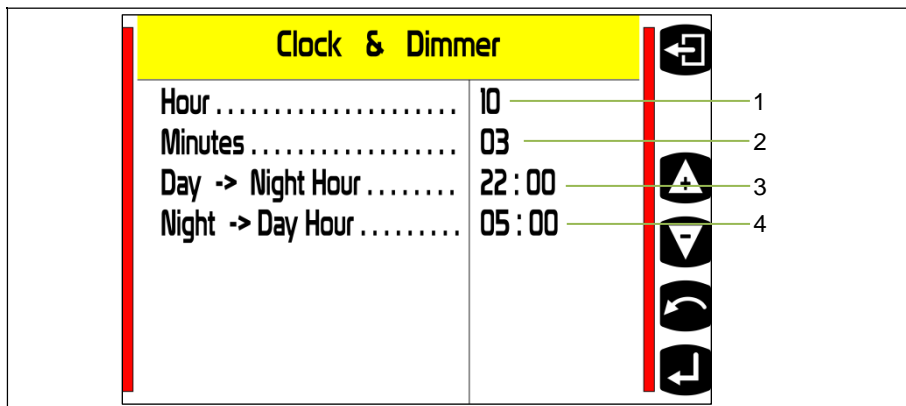 Clock & Dimmer
Hour.................... 10 1
Minutes.................. 03 2
Day -> Night Hour........ 22:00 3
Night -> Day Hour......... 05:00 4
+
-